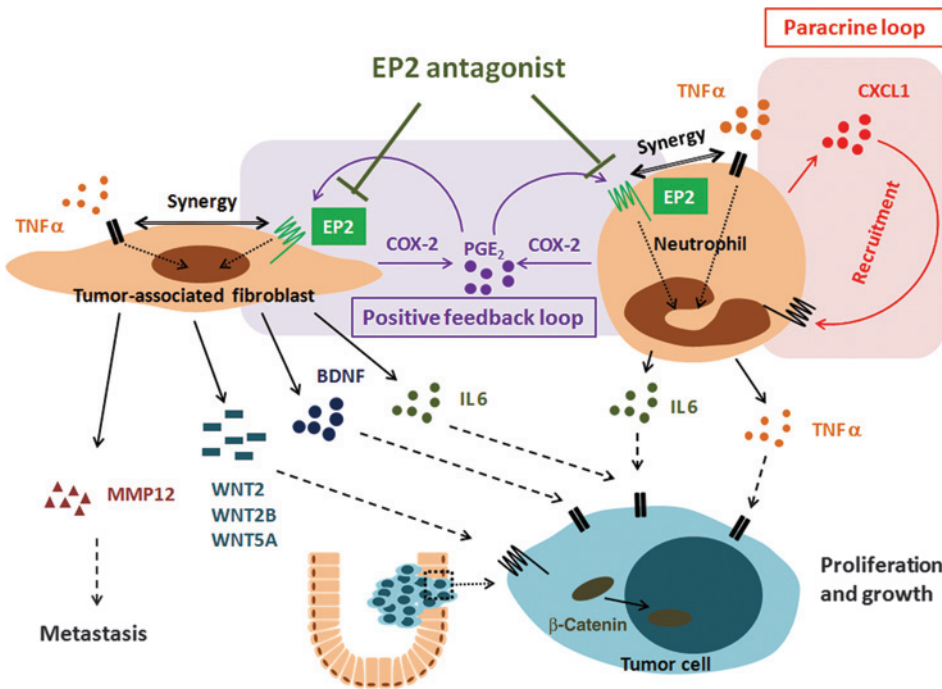 Paracrine loop
EP2 antagonist
TNFα
CXCL1
Synergy
EP2
Recruitment
Neutrophil
TNFα
Synergy
EP2
COX-2
PGE2
COX-2
Tumor-associated fibroblast
Positive feedback loop
BDNF
IL6
IL6
TNFα
MMP12
WNT2
WNT2B
WNT5A
Metastasis
β-Catenin
Tumor cell
Proliferation
and growth